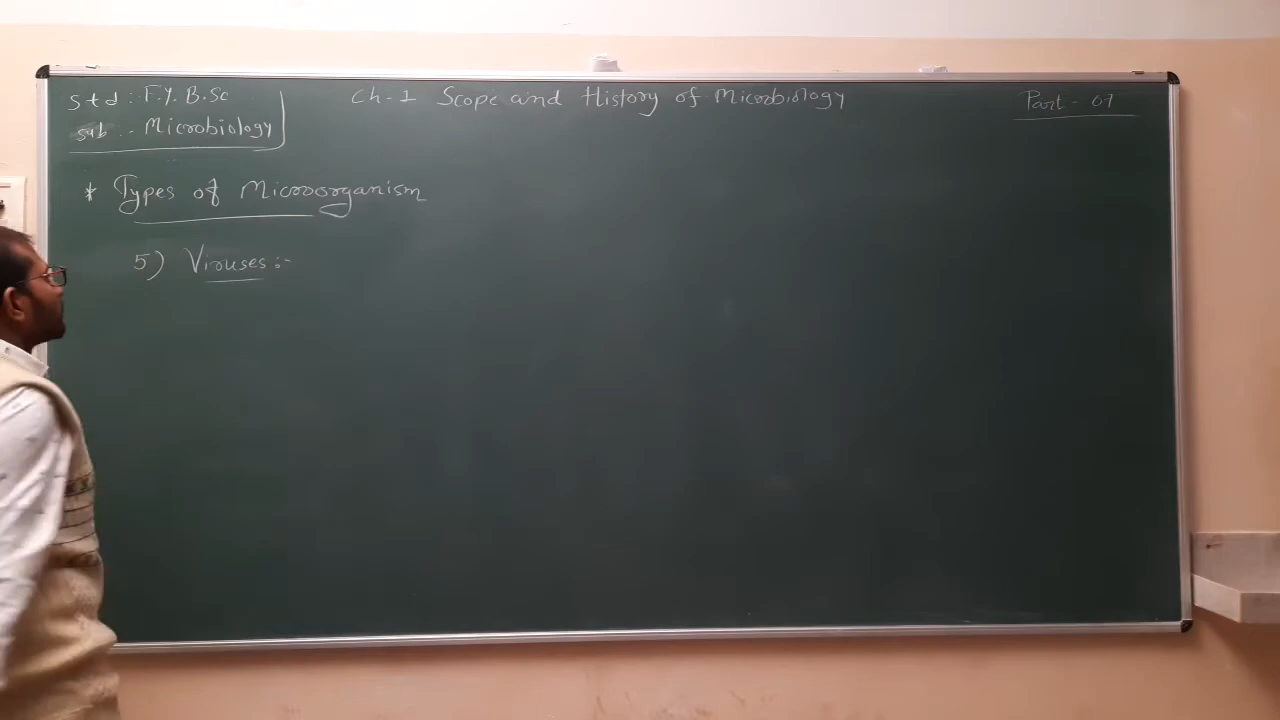 Std : F.Y. B.Sc
Sub :- Microbiology
Ch-1 Scope and History of Microbiology
Part - 07
* Types of Microorganism
5) Viruses :-